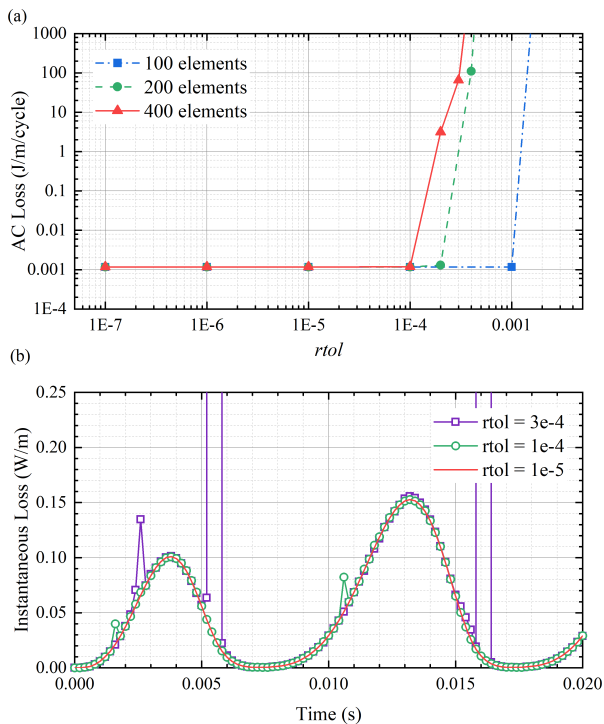 (a)
1000
100
10
1
0.1
0.01
0.001
1E-4
AC Loss (J/m/cycle)
100 elements
200 elements
400 elements
1E-7 1E-6 1E-5 1E-4 0.001
rtol
(b)
0.25
0.20
0.15
0.10
0.05
0.00
Instantaneous Loss (W/m)
rtol = 3e-4
rtol = 1e-4
rtol = 1e-5
0.000 0.005 0.010 0.015 0.020
Time (s)